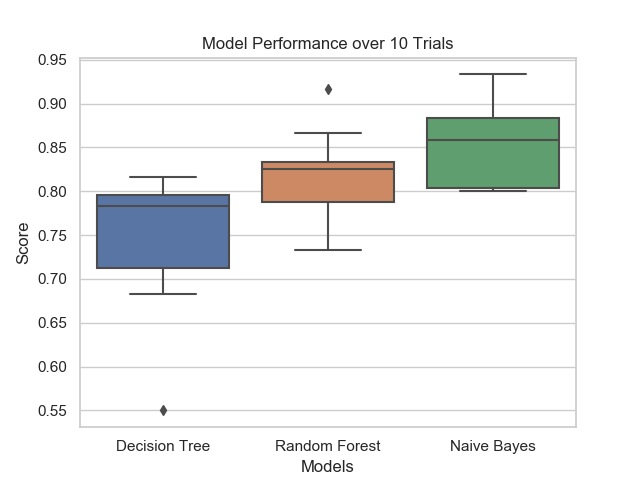 Model Performance over 10 Trials
0.95
0.90
0.85
0.80
0.75
0.70
0.65
0.60
0.55
Score
Decision Tree
Random Forest
Naive Bayes
Models